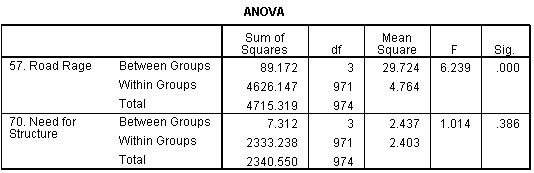 ANOVA
Sum of Squares df Mean Square F Sig.
57. Road Rage Between Groups 89.172 3 29.724 6.239 .000
Within Groups 4626.147 971 4.764
Total 4715.319 974
70. Need for Structure Between Groups 7.312 3 2.437 1.014 .386
Within Groups 2333.238 971 2.403
Total 2340.550 974